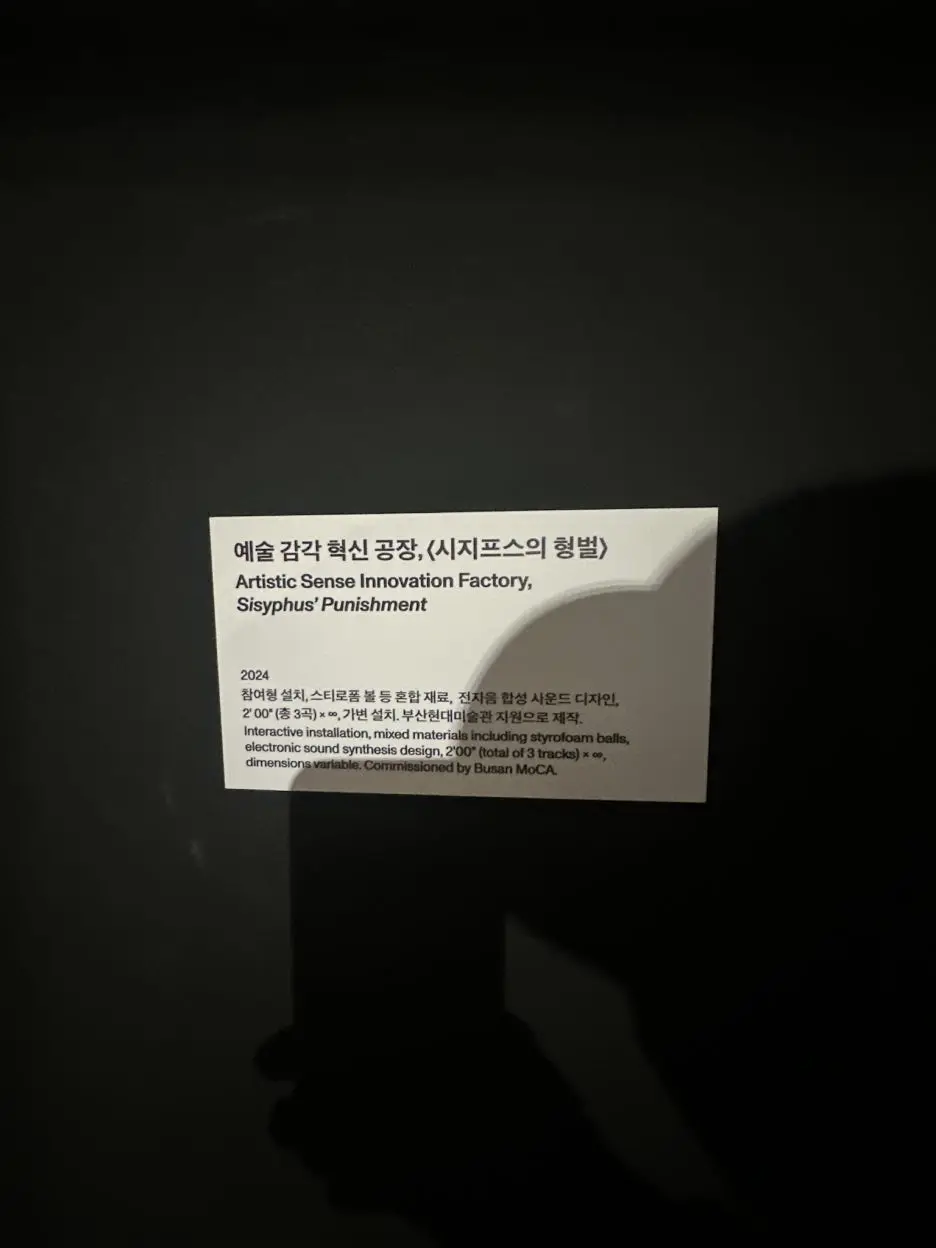 예술 감각 혁신 공장, 〈시지프스의 형벌〉
Artistic Sense Innovation Factory,
Sisyphus’ Punishment
2024
참여형 설치, 스티로폼 볼 등 혼합 재료, 전자음 합성 사운드 디자인,
2’ 00” (총 3곡) × ∞, 가변 설치. 부산현대미술관 지원으로 제작.
Interactive installation, mixed materials including styrofoam balls,
electronic sound synthesis design, 2’00” (total of 3 tracks) × ∞,
dimensions variable. Commissioned by Busan MoCA.